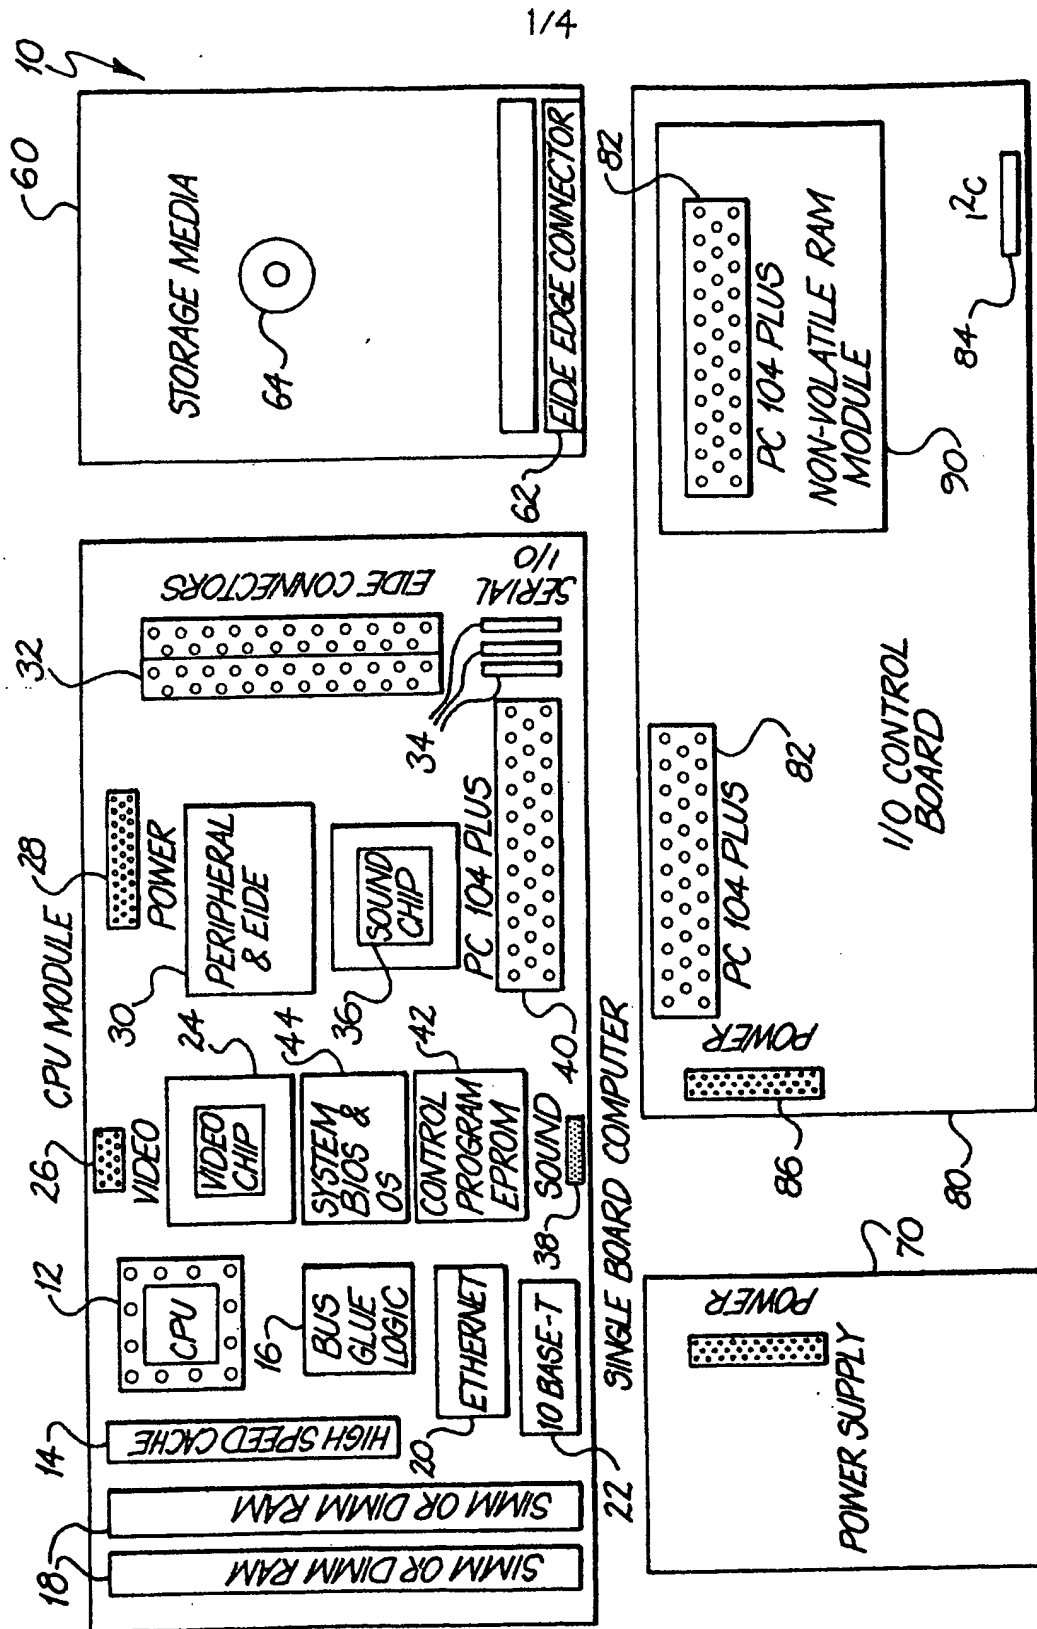 1/4
10
CPU MODULE
18
SIMM OR DIMM RAM
SIMM OR DIMM RAM
14
HIGH SPEED CACHE
12
CPU
16
BUS
GLUE
LOGIC
20
ETHERNET
22
10 BASE-T
26
VIDEO
24
VIDEO
CHIP
44
SYSTEM
BIOS &
OS
42
CONTROL
PROGRAM
EPROM
38
SOUND
28
POWER
30
PERIPHERAL
& EIDE
36
SOUND
CHIP
PC 104 PLUS
40
32
EIDE CONNECTORS
34
SERIAL
I/O
60
STORAGE MEDIA
64
62
EIDE EDGE CONNECTOR
SINGLE BOARD COMPUTER
70
POWER
POWER SUPPLY
86
POWER
80
82
PC 104 PLUS
I/O CONTROL
BOARD
82
PC 104 PLUS
NON-VOLATILE RAM
MODULE
90
84
I2C